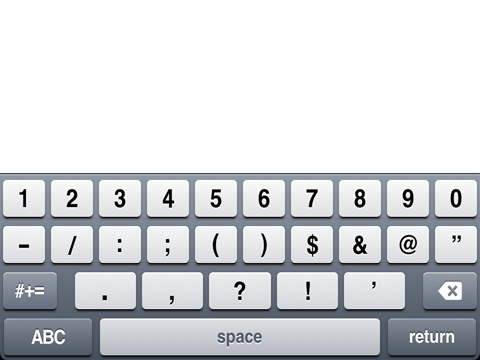 1 2 3 4 5 6 7 8 9 0
- / : ; ( ) $ & @ ”
#+= . , ? ! ’
ABC space return